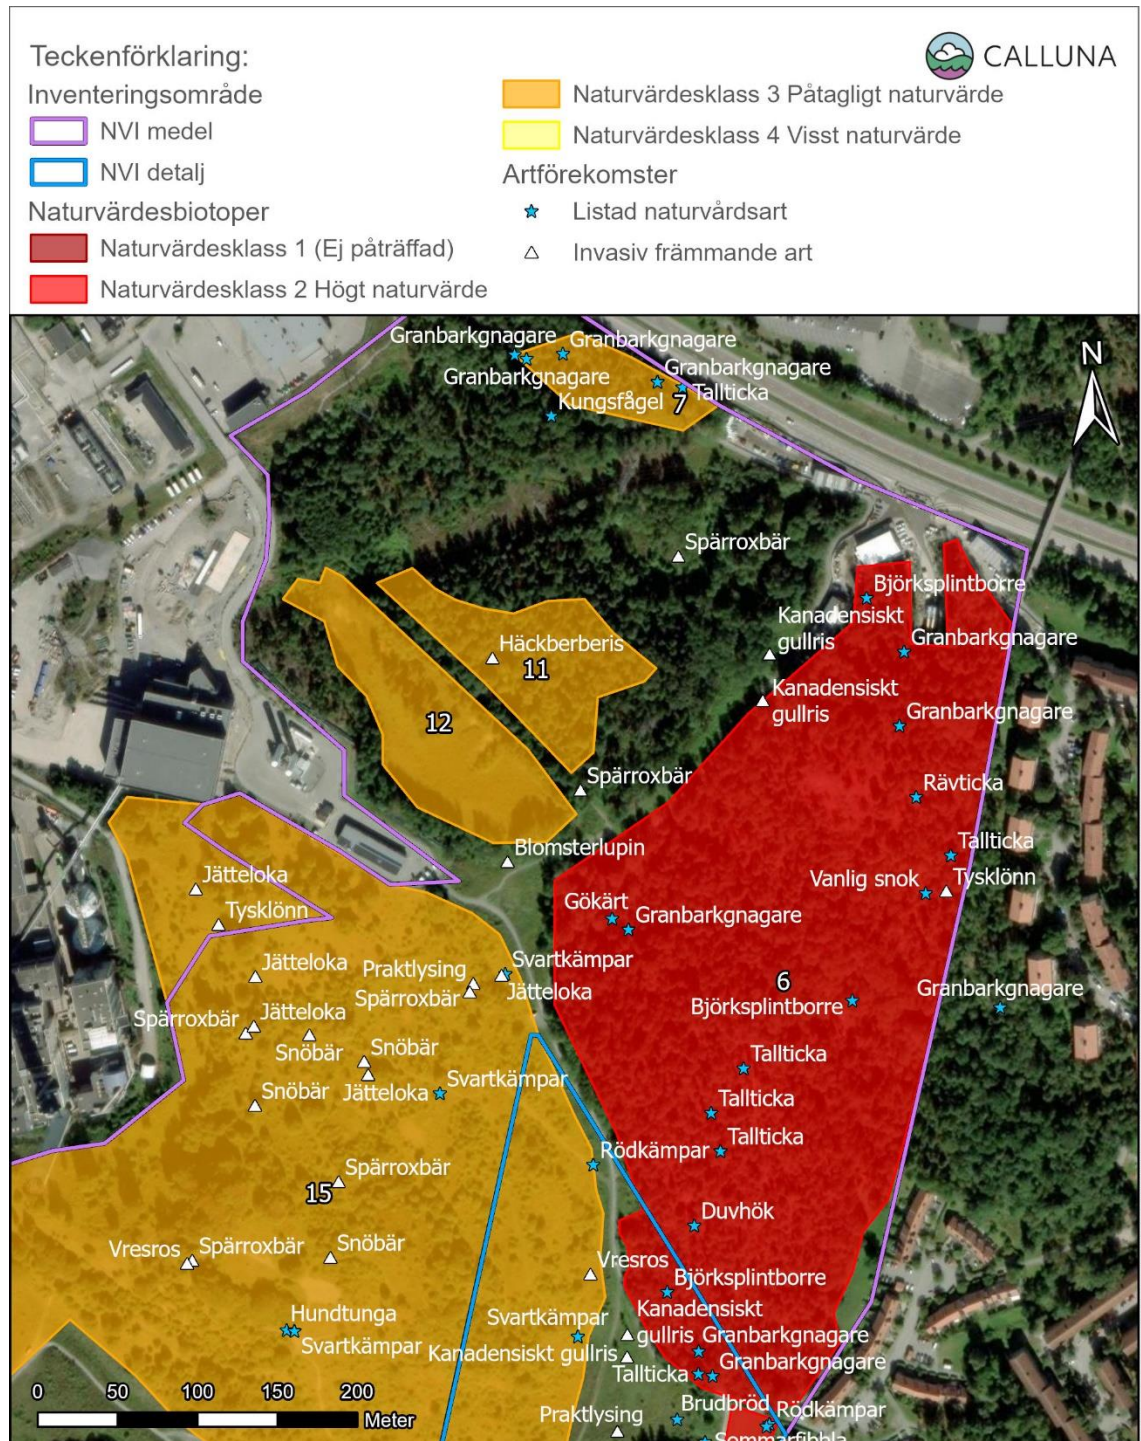 Teckenförklaring:
CALLUNA
Inventeringsområde
NVI medel
NVI detalj
Naturvärdesbiotoper
Naturvärdesklass 1 (Ej påträffad)
Naturvärdesklass 2 Högt naturvärde
Naturvärdesklass 3 Påtagligt naturvärde
Naturvärdesklass 4 Visst naturvärde
Artförekomster
Listad naturvårdsart
Invasiv främmande art
Granbarkgnagare
Granbarkgnagare
N
Granbarkgnagare
Granbarkgnagare
Tallticka
Kungsfågel
7
Spärroxbär
Björksplintborre
Kanadensiskt
gullris
Granbarkgnagare
Häckberberis
11
Kanadensiskt
gullris
Granbarkgnagare
12
Spärroxbär
Rävticka
Blomsterlupin
Tallticka
Jätteloka
Vanlig snok
Tysklönn
Tysklönn
Gökärt
Granbarkgnagare
Jätteloka
Praktlysing
Svartkämpar
Spärroxbär
Jätteloka
6
Granbarkgnagare
Björksplintborre
Spärroxbär
Jätteloka
Snöbär
Snöbär
Tallticka
Snöbär
Jätteloka
Svartkämpar
Tallticka
Tallticka
Rödkämpar
Spärroxbär
15
Duvhök
Vresros
Spärroxbär
Snöbär
Vresros
Björksplintborre
Hundtunga
Svartkämpar
Svartkämpar
Kanadensiskt
gullris
Granbarkgnagare
Kanadensiskt gullris
Tallticka
Granbarkgnagare
0 50 100 150 200
Meter
Brudbröd
Rödkämpar
Praktlysing
Sommarfibbla